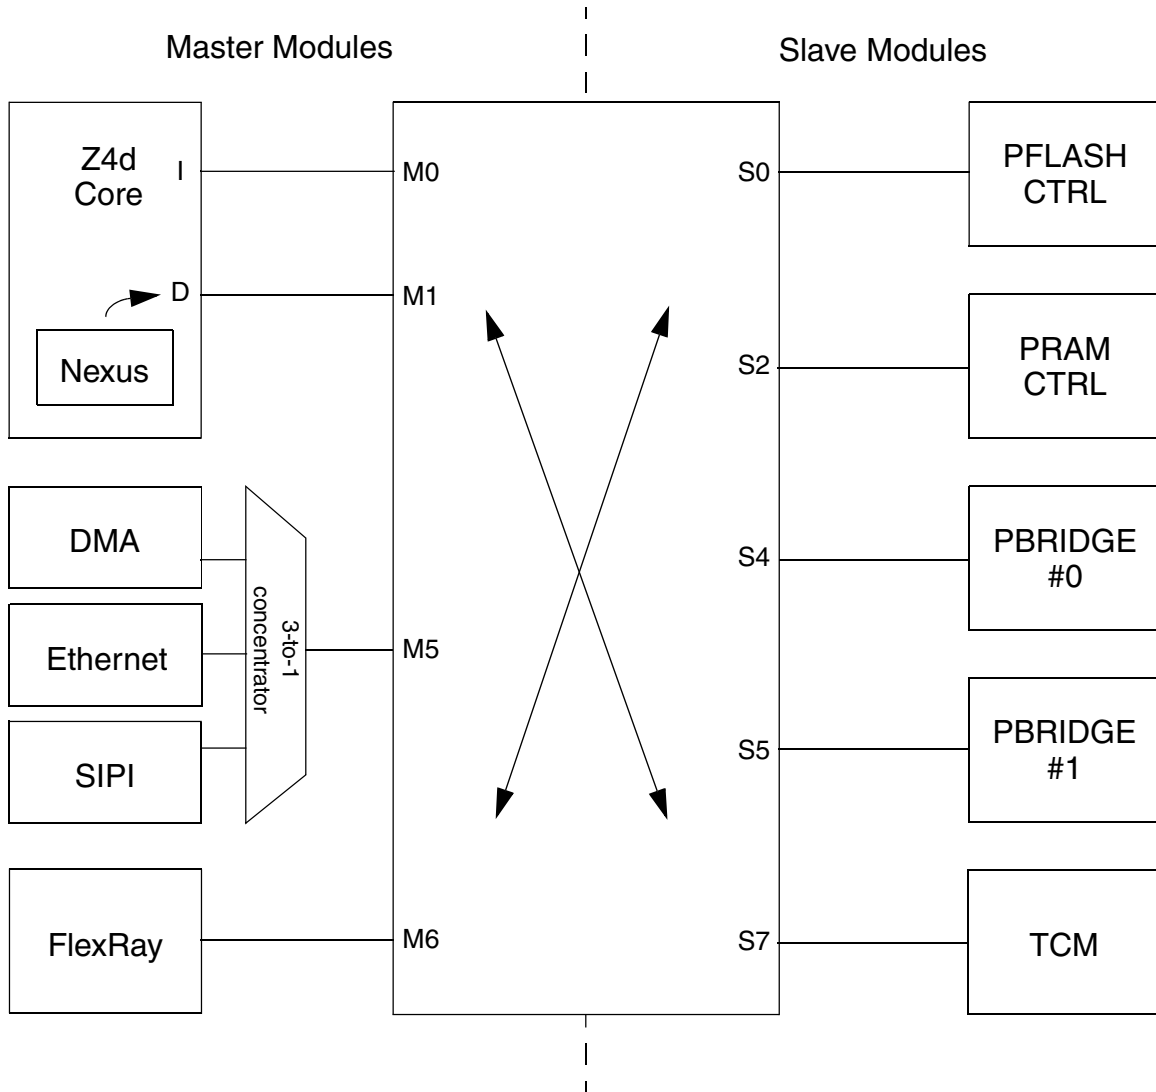 Master Modules
Slave Modules
Z4d
Core
I
D
Nexus
M0
M1
DMA
Ethernet
SIPI
3-to-1
concentrator
M5
FlexRay
M6
S0
PFLASH
CTRL
S2
PRAM
CTRL
S4
PBRIDGE
#0
S5
PBRIDGE
#1
S7
TCM